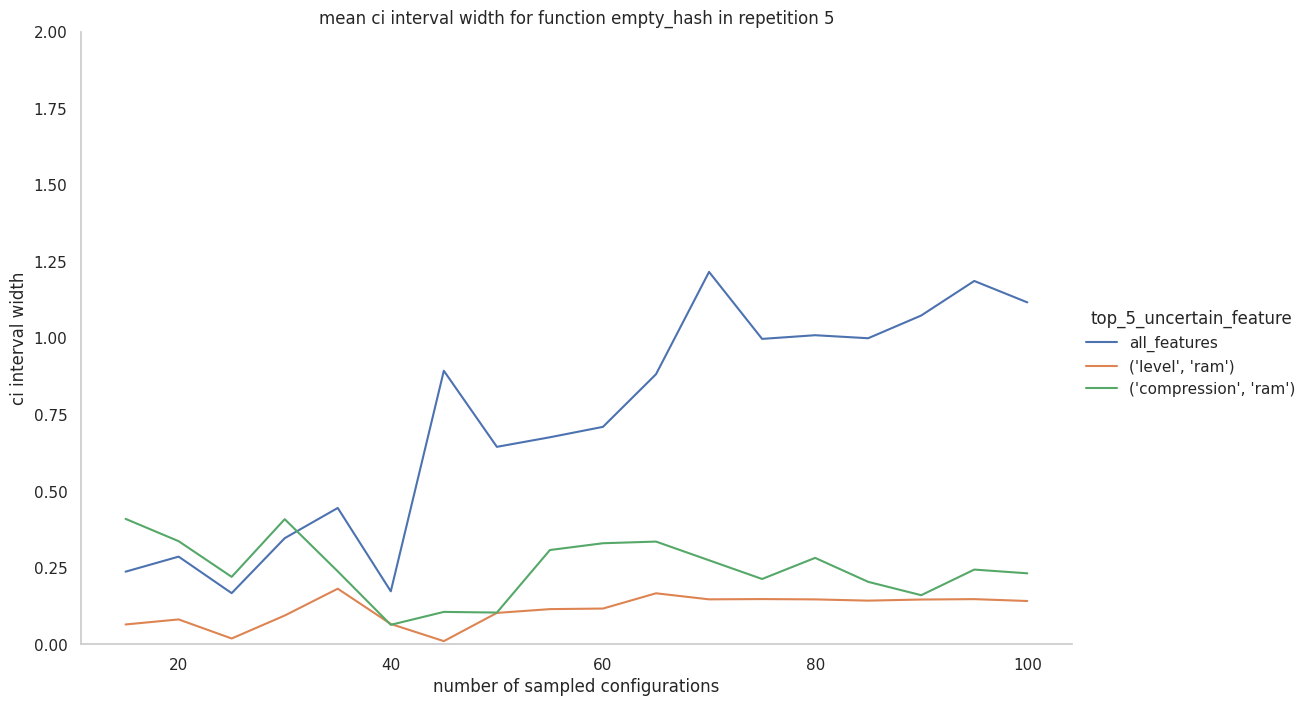 mean ci interval width for function empty_hash in repetition 5
2.00
1.75
1.50
1.25
1.00
0.75
0.50
0.25
0.00
ci interval width
20
40
60
80
100
number of sampled configurations
top_5_uncertain_feature
all_features
('level', 'ram')
('compression', 'ram')